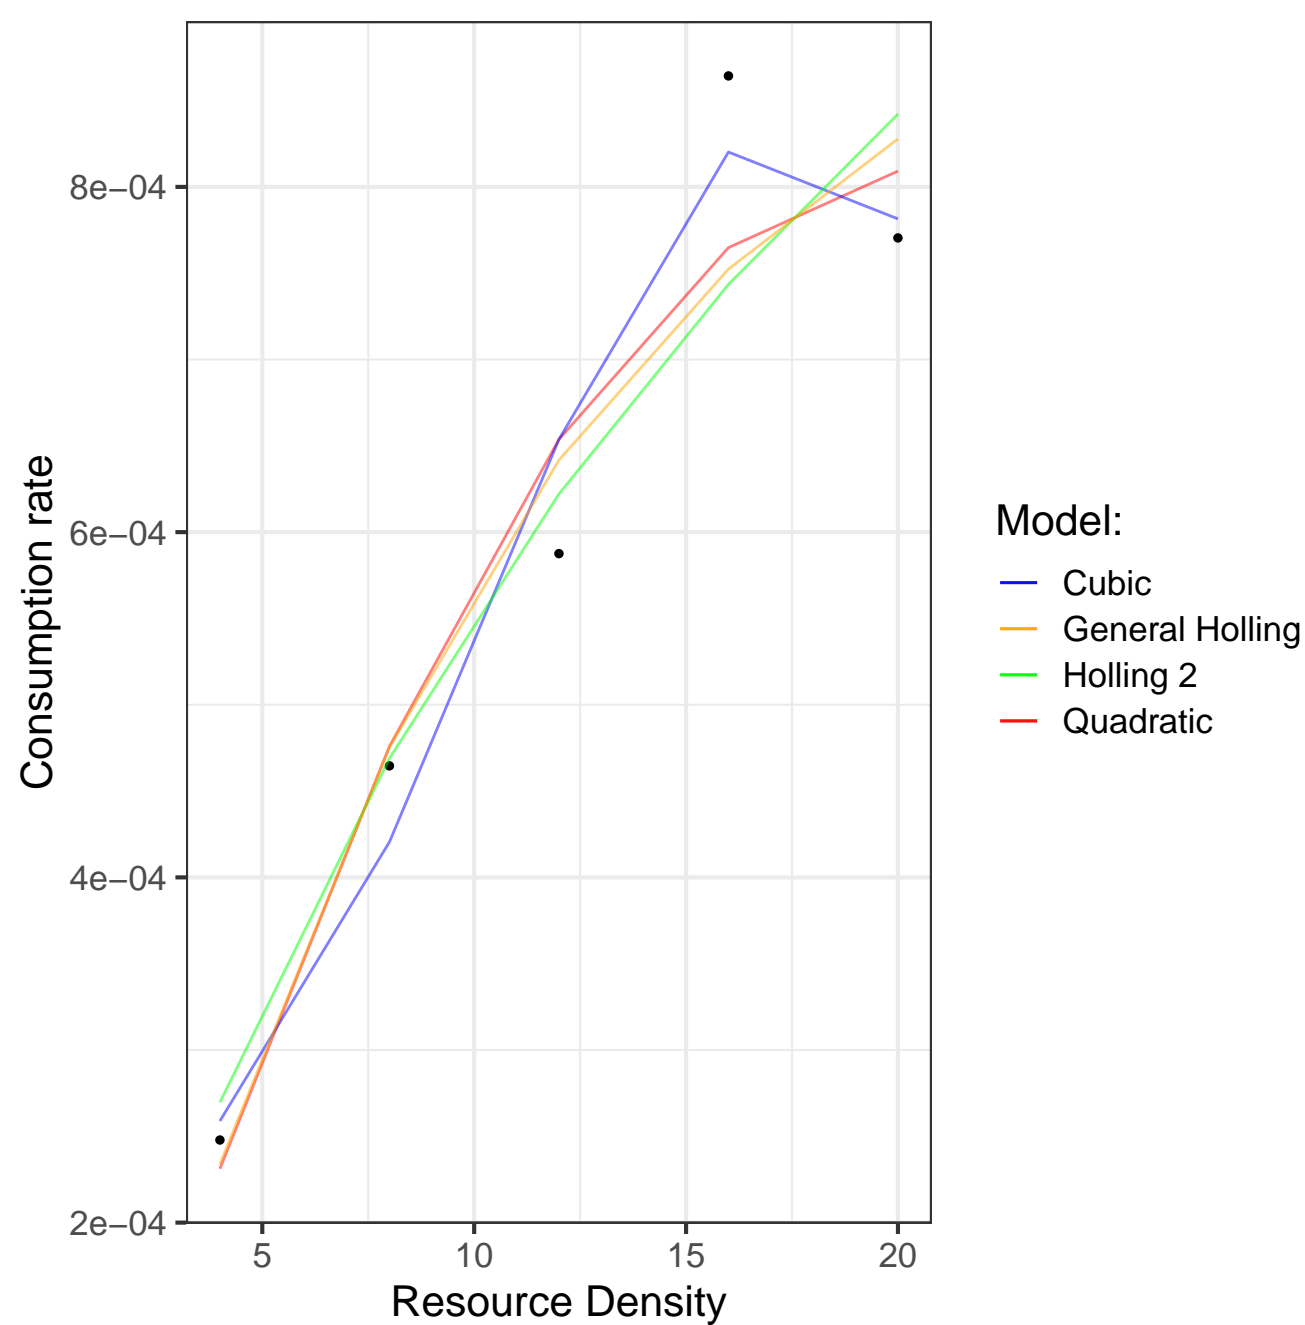 8e−04
6e−04
4e−04
2e−04
5
10
15
20
Resource Density
Consumption rate
Model:
Cubic
General Holling
Holling 2
Quadratic